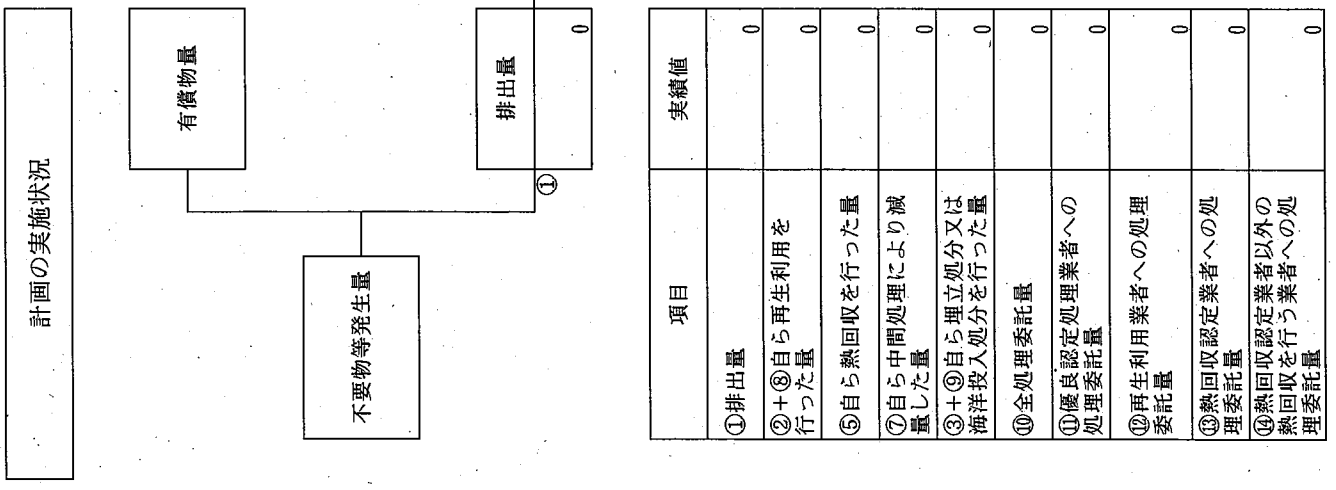 計画の実施状況
有償物量
不要物等発生量
①
排出量
0
項目
実績値
①排出量
0
②+⑧自ら再生利用を
行った量
0
⑤自ら熱回収を行った量
0
⑦自ら中間処理により減
量した量
0
③+⑨自ら埋立処分又は
海洋投入処分を行った量
0
⑩全処理委託量
0
⑪優良認定処理業者への
処理委託量
0
⑫再生利用業者への処理
委託量
0
⑬熱回収認定業者への処
理委託量
0
⑭熱回収認定業者以外の
熱回収を行う業者への処
理委託量
0